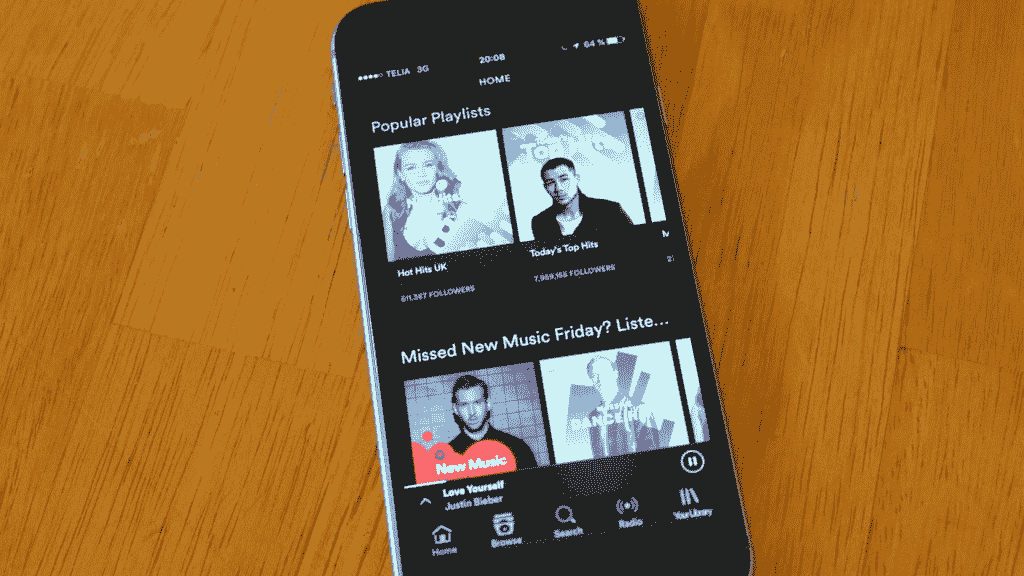 TELIA 3G 20:08 64 %
HOME
Popular Playlists
Hot Hits UK
Today's Top Hits
M
611,367 FOLLOWERS
7,969,165 FOLLOWERS
Missed New Music Friday? Liste...
New Music
Love Yourself
Justin Bieber
Home Browse Search Radio Your Library